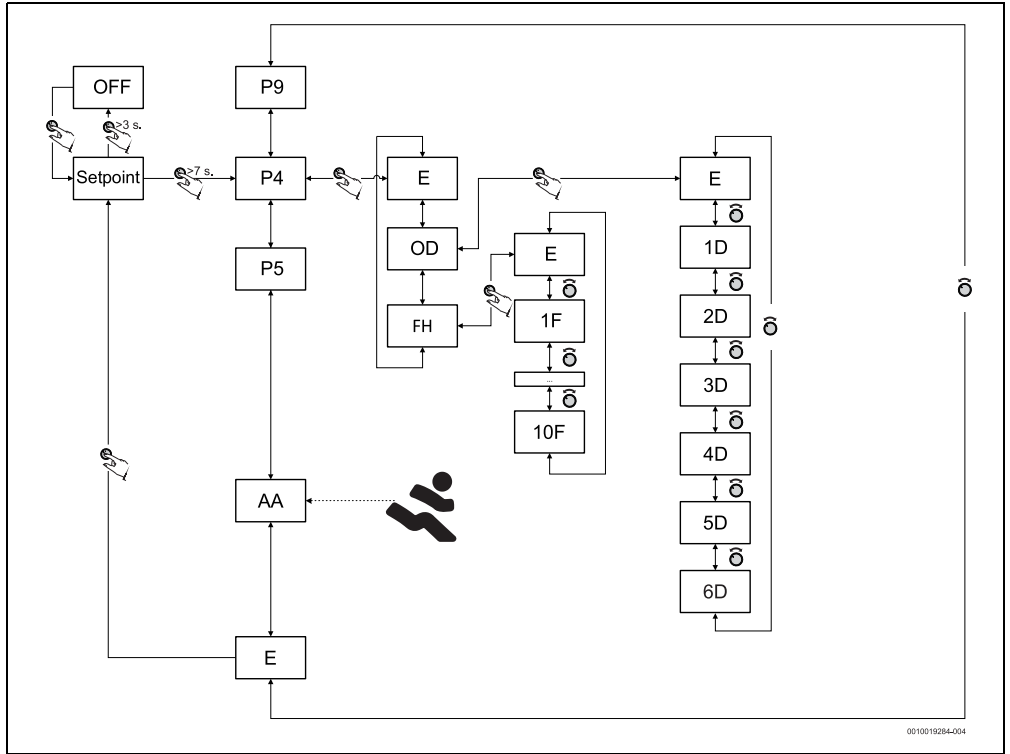 OFF
P9
>3 s.
Setpoint
>7 s.
P4
E
E
OD
1D
P5
E
FH
1F
2D
...
3D
10F
4D
AA
5D
6D
E
0010019284-004